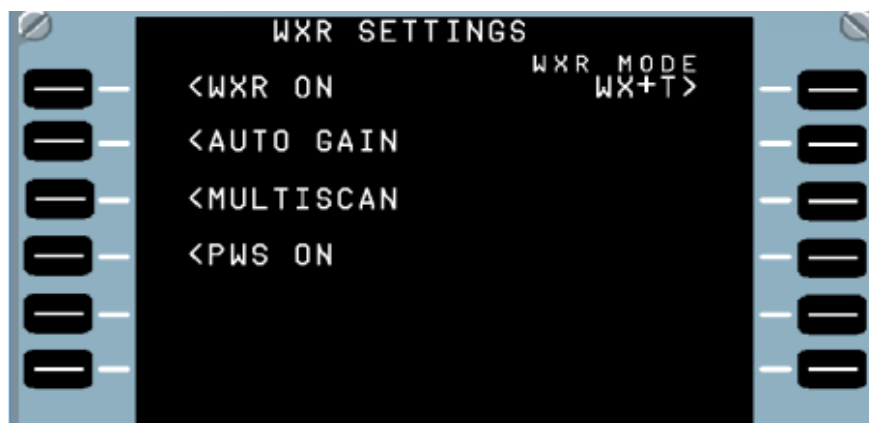 WXR SETTINGS
WXR MODE
<WXR ON WX+T>
<AUTO GAIN
<MULTISCAN
<PWS ON